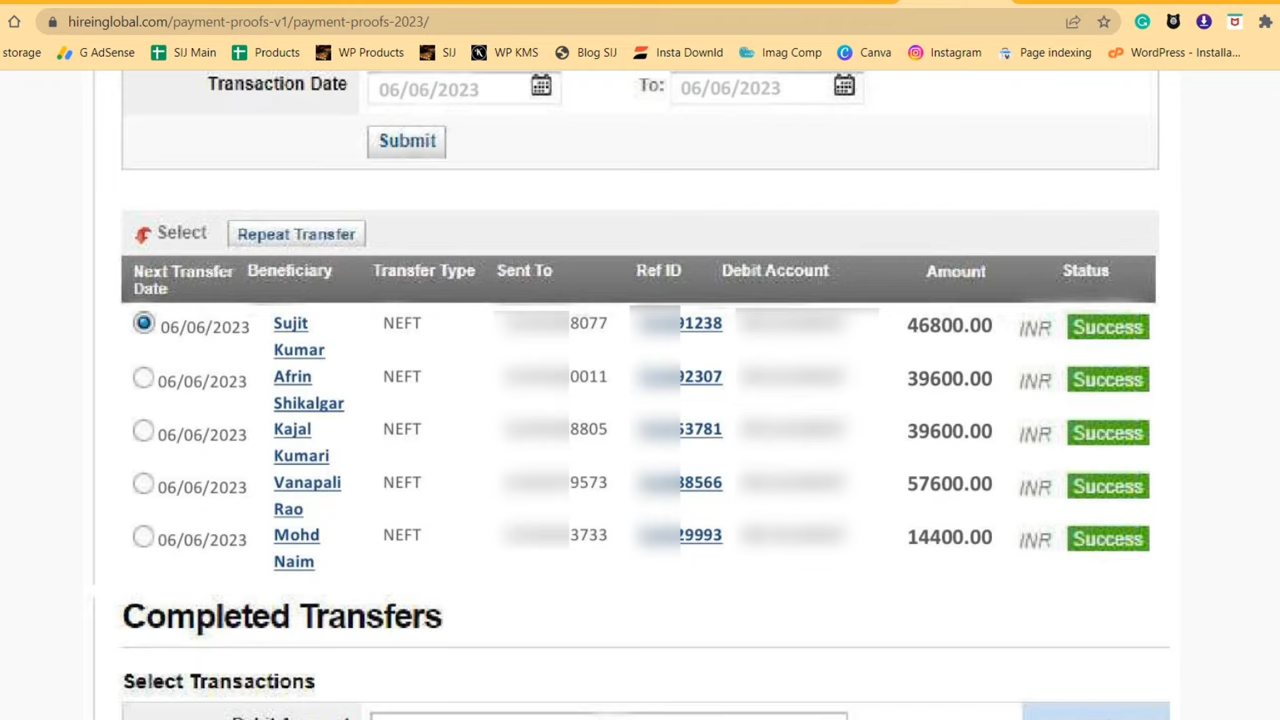 hireinglobal.com/payment-proofs-v1/payment-proofs-2023/
storage G AdSense SIJ Main Products WP Products SIJ WP KMS Blog SIJ Insta Downld Imag Comp Canva Instagram Page indexing WordPress - Installa...
Transaction Date 06/06/2023 To: 06/06/2023
Submit
Select Repeat Transfer
Next Transfer Beneficiary Transfer Type Sent To Ref ID Debit Account Amount Status
Date
06/06/2023 Sujit NEFT 8077 91238 46800.00 INR Success
Kumar
06/06/2023 Afrin NEFT 0011 92307 39600.00 INR Success
Shikalgar
06/06/2023 Kajal NEFT 8805 53781 39600.00 INR Success
Kumari
06/06/2023 Vanapali NEFT 9573 38566 57600.00 INR Success
Rao
06/06/2023 Mohd NEFT 3733 29993 14400.00 INR Success
Naim
Completed Transfers
Select Transactions